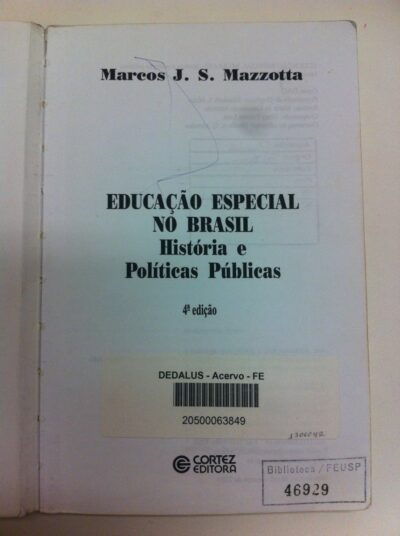 Marcos J. S. Mazzotta
EDUCAÇÃO ESPECIAL
NO BRASIL
História e
Políticas Públicas
4ª edição
DEDALUS - Acervo - FE
20500063849
CORTEZ
EDITORA
Biblioteca / FEUSP
46929